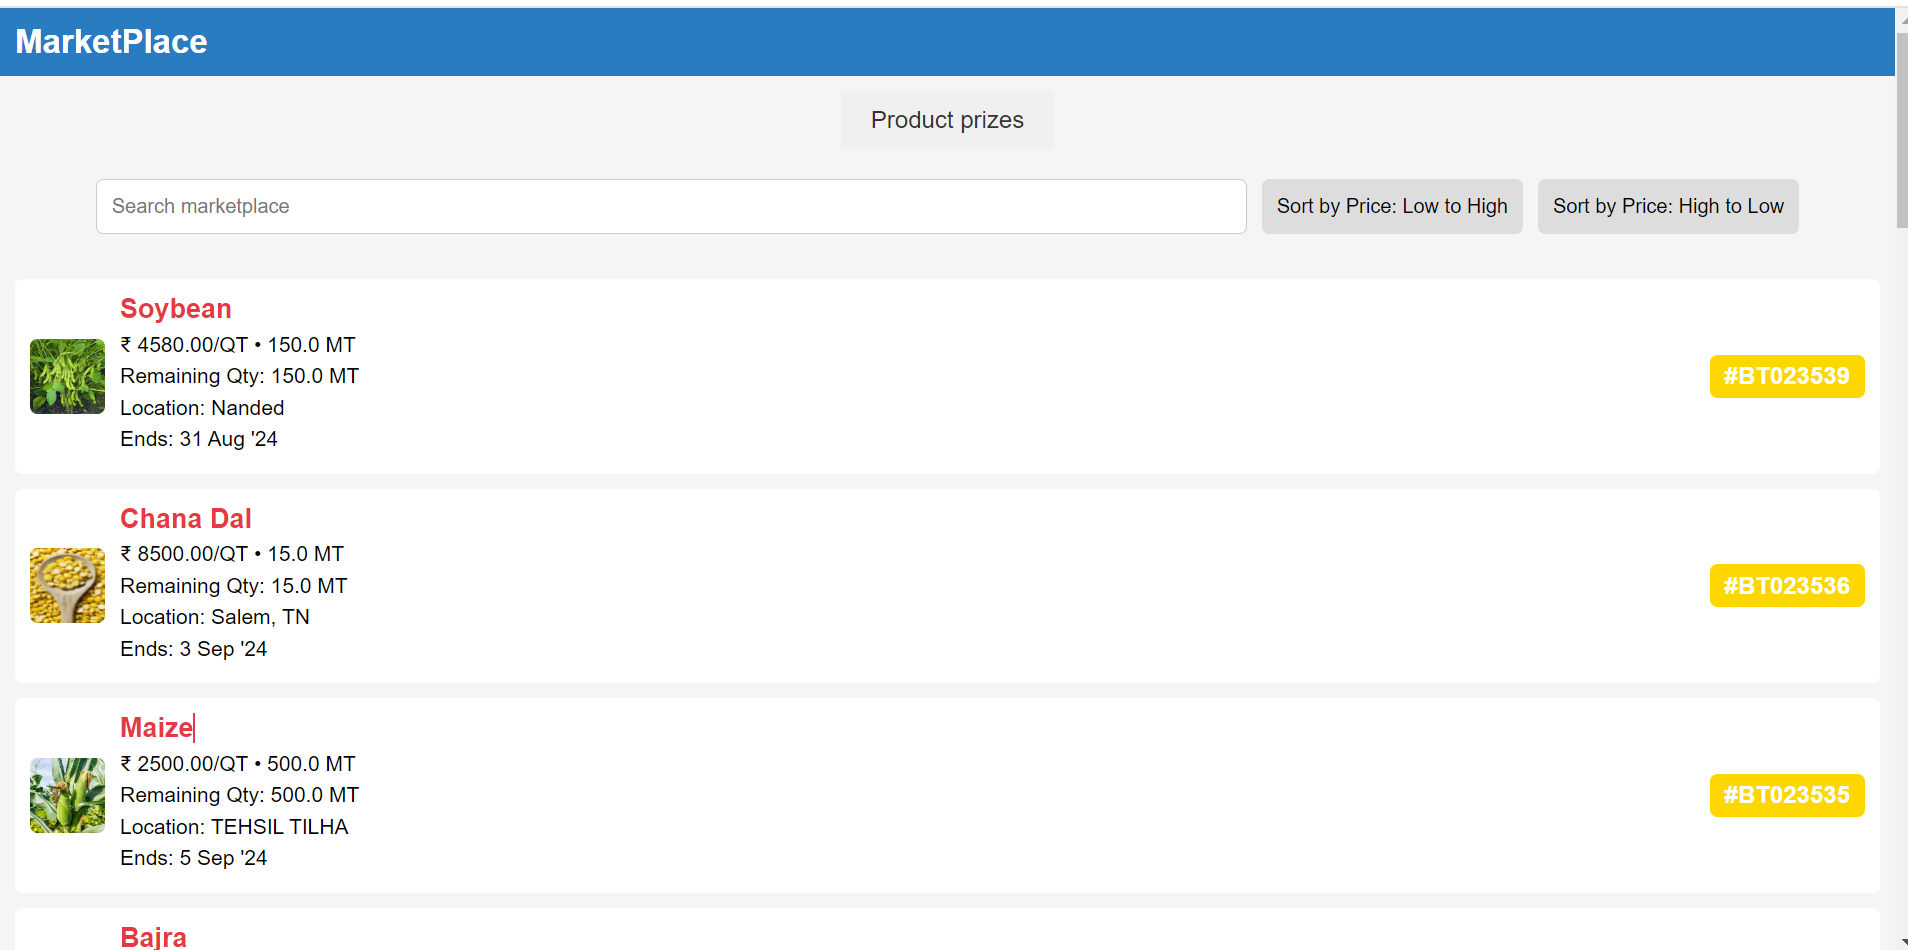 MarketPlace
Product prizes
Search marketplace
Sort by Price: Low to High
Sort by Price: High to Low
Soybean
₹ 4580.00/QT • 150.0 MT
Remaining Qty: 150.0 MT
Location: Nanded
Ends: 31 Aug '24
#BT023539
Chana Dal
₹ 8500.00/QT • 15.0 MT
Remaining Qty: 15.0 MT
Location: Salem, TN
Ends: 3 Sep '24
#BT023536
Maize
₹ 2500.00/QT • 500.0 MT
Remaining Qty: 500.0 MT
Location: TEHSIL TILHA
Ends: 5 Sep '24
#BT023535
Bajra